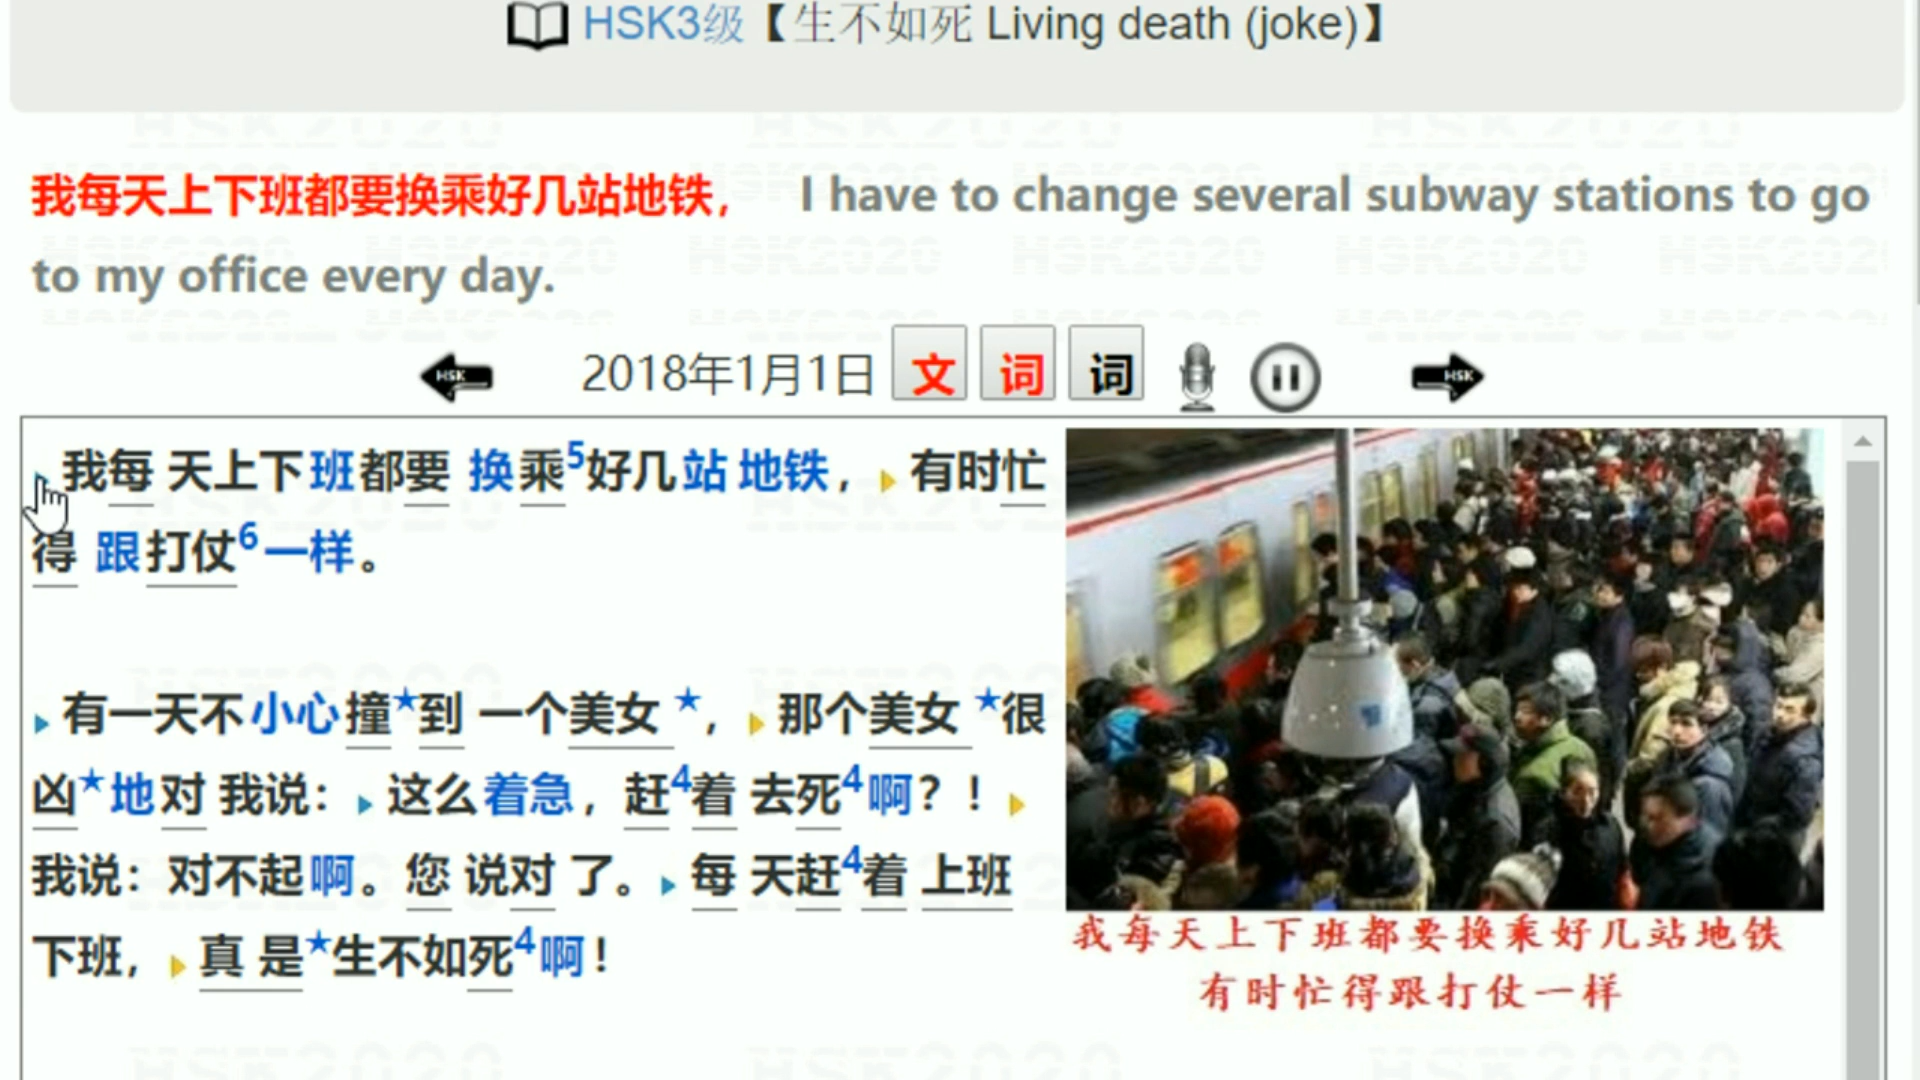 HSK3级【生不如死 Living death (joke)】
我每天上下班都要换乘好几站地铁， I have to change several subway stations to go
to my office every day.
HSK 2018年1月1日 文 词 词 HSK
我每 天上下班都要 换乘5好几站 地铁，有时忙
得 跟打仗6一样。
有一天不小心撞★到 一个美女★，那个美女★很
凶★地对 我说：这么着急，赶4着 去死4啊？！
我说：对不起啊。您 说对 了。每 天赶4着 上班
下班，真 是★生不如死4啊！
我每天上下班都要换乘好几站地铁
有时忙得跟打仗一样
HSK2020